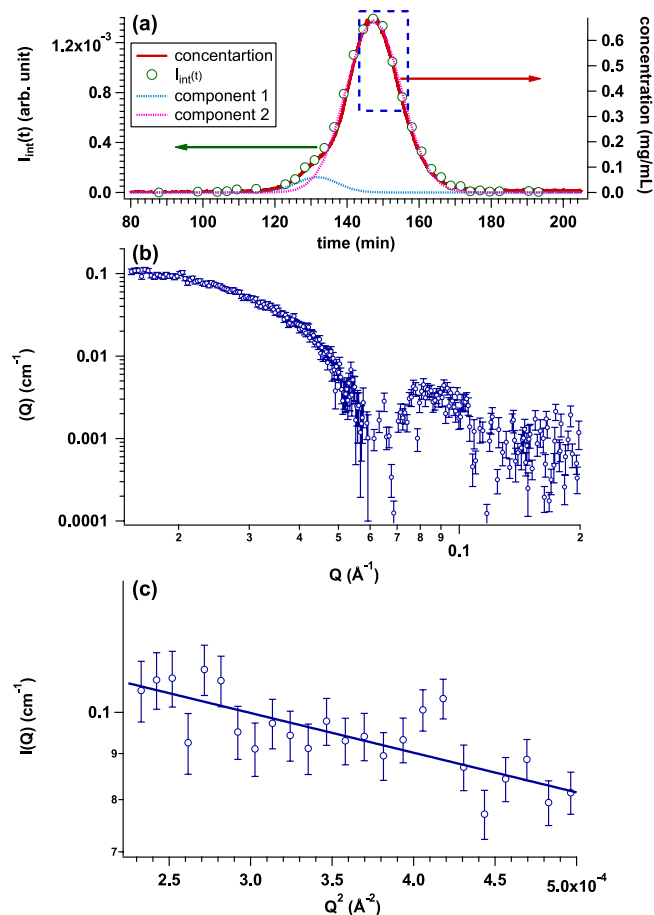 (a)
concentartion
I_int(t)
component 1
component 2
I_int(t) (arb. unit)
1.2×10⁻³
0.8
0.4
0.0
concentration (mg/mL)
0.6
0.5
0.4
0.3
0.2
0.1
0.0
80 100 120 140 160 180 200
time (min)
(b)
(Q) (cm⁻¹)
0.1
0.01
0.001
0.0001
2 3 4 5 6 7 8 9 0.1 2
Q (Å⁻¹)
(c)
I(Q) (cm⁻¹)
0.1
9
8
7
2.5 3.0 3.5 4.0 4.5 5.0x10⁻⁴
Q² (Å⁻²)